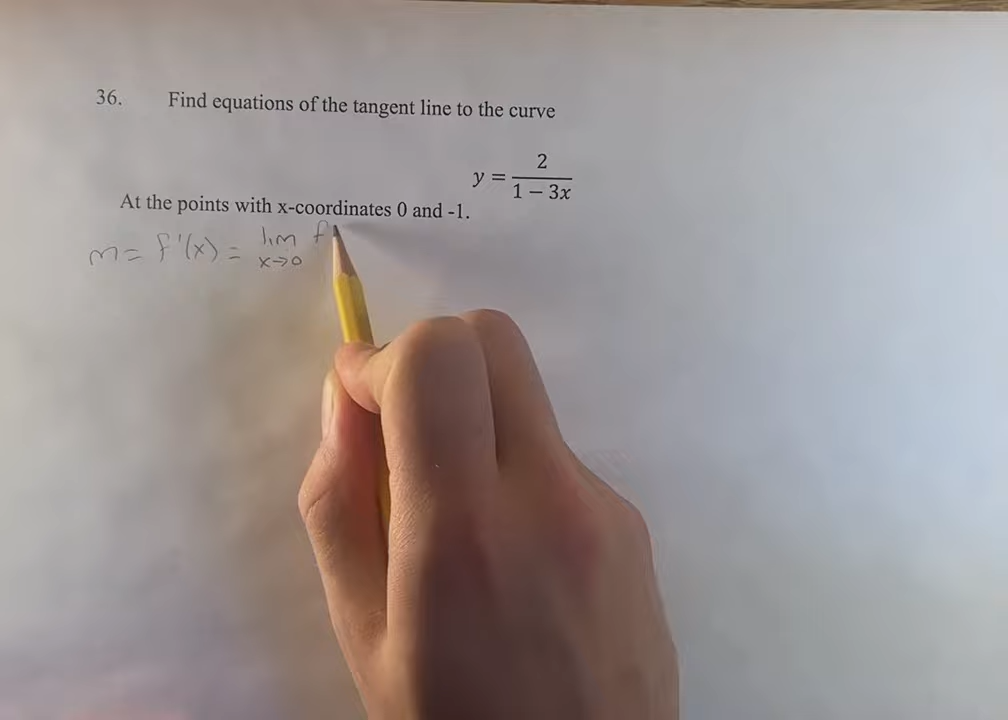 36. Find equations of the tangent line to the curve
y = 2 / (1 − 3x)
At the points with x-coordinates 0 and -1.
m = f'(x) = lim x→0 f